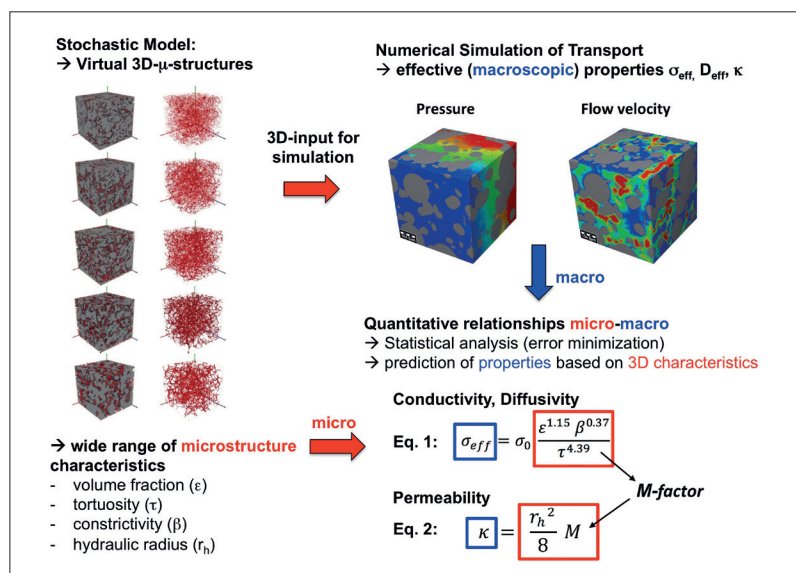 Stochastic Model:
→ Virtual 3D-μ-structures
3D-input for
simulation
Numerical Simulation of Transport
→ effective (macroscopic) properties σeff, Deff, κ
Pressure
Flow velocity
macro
Quantitative relationships micro-macro
→ Statistical analysis (error minimization)
→ prediction of properties based on 3D characteristics
micro
→ wide range of microstructure
characteristics
- volume fraction (ε)
- tortuosity (τ)
- constrictivity (β)
- hydraulic radius (rh)
Conductivity, Diffusivity
Eq. 1: σeff = σ0 ε^1.15 β^0.37 / τ^4.39
M-factor
Permeability
Eq. 2: κ = rh^2 / 8 M